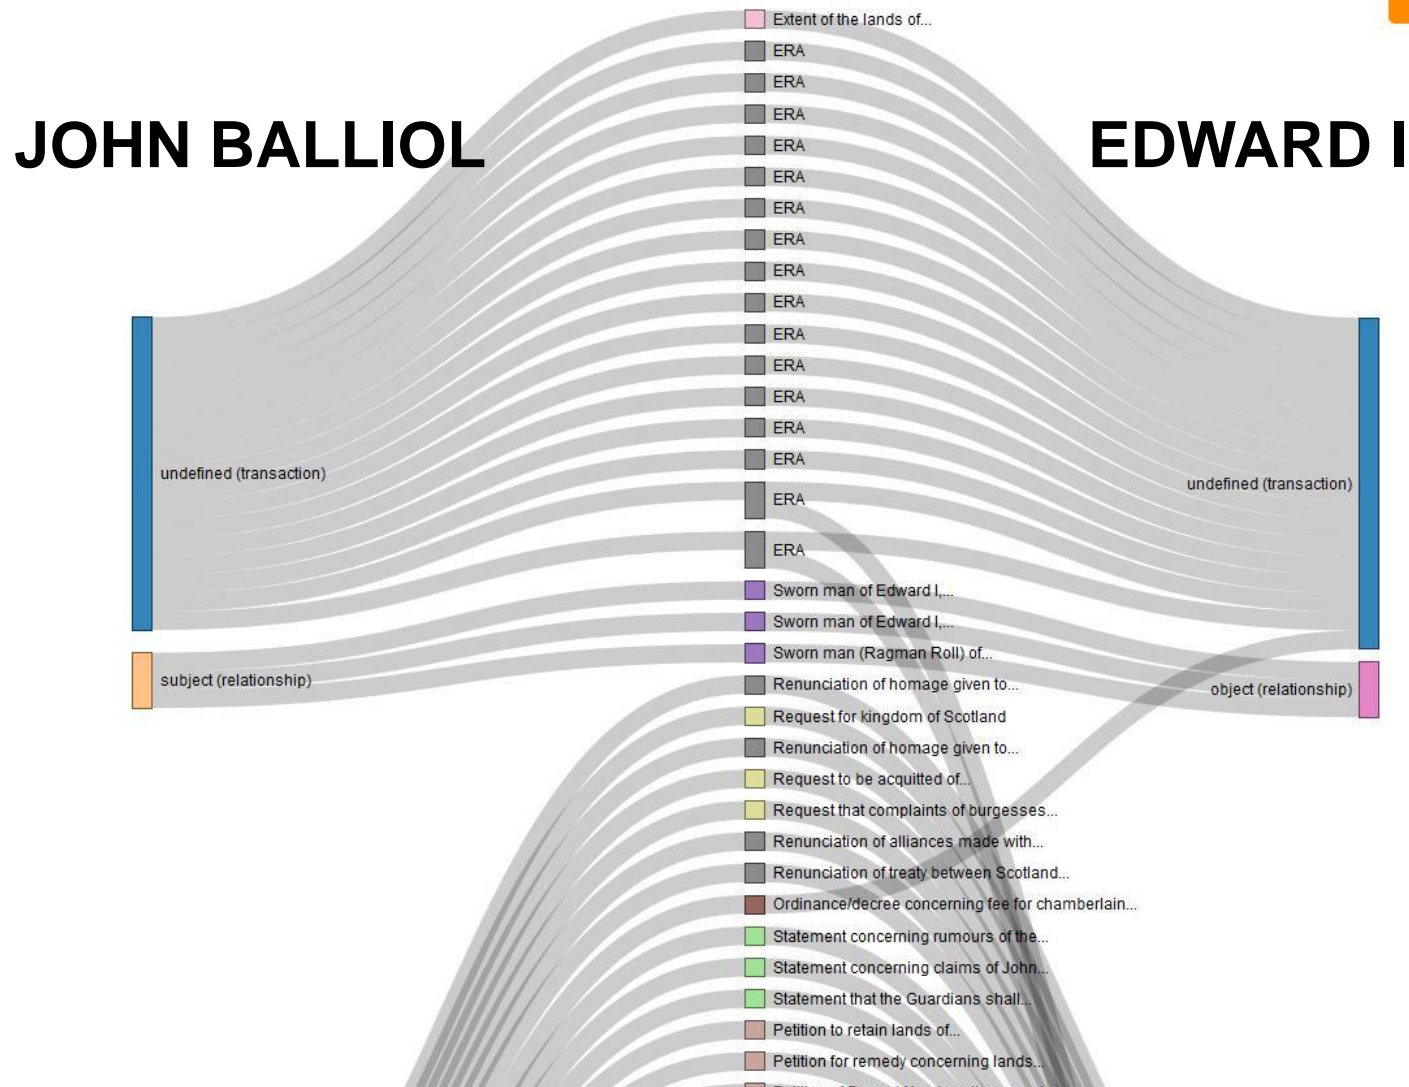 Extent of the lands of...
ERA
ERA
ERA
JOHN BALLIOL
EDWARD I
ERA
ERA
ERA
ERA
ERA
ERA
ERA
ERA
ERA
ERA
ERA
undefined (transaction)
undefined (transaction)
ERA
ERA
Sworn man of Edward I,...
Sworn man of Edward I,...
Sworn man (Ragman Roll) of...
subject (relationship)
object (relationship)
Renunciation of homage given to...
Request for kingdom of Scotland
Renunciation of homage given to...
Request to be acquitted of...
Request that complaints of burgesses...
Renunciation of alliances made with...
Renunciation of treaty between Scotland...
Ordinance/decree concerning fee for chamberlain...
Statement concerning rumours of the...
Statement concerning claims of John...
Statement that the Guardians shall...
Petition to retain lands of...
Petition for remedy concerning lands...